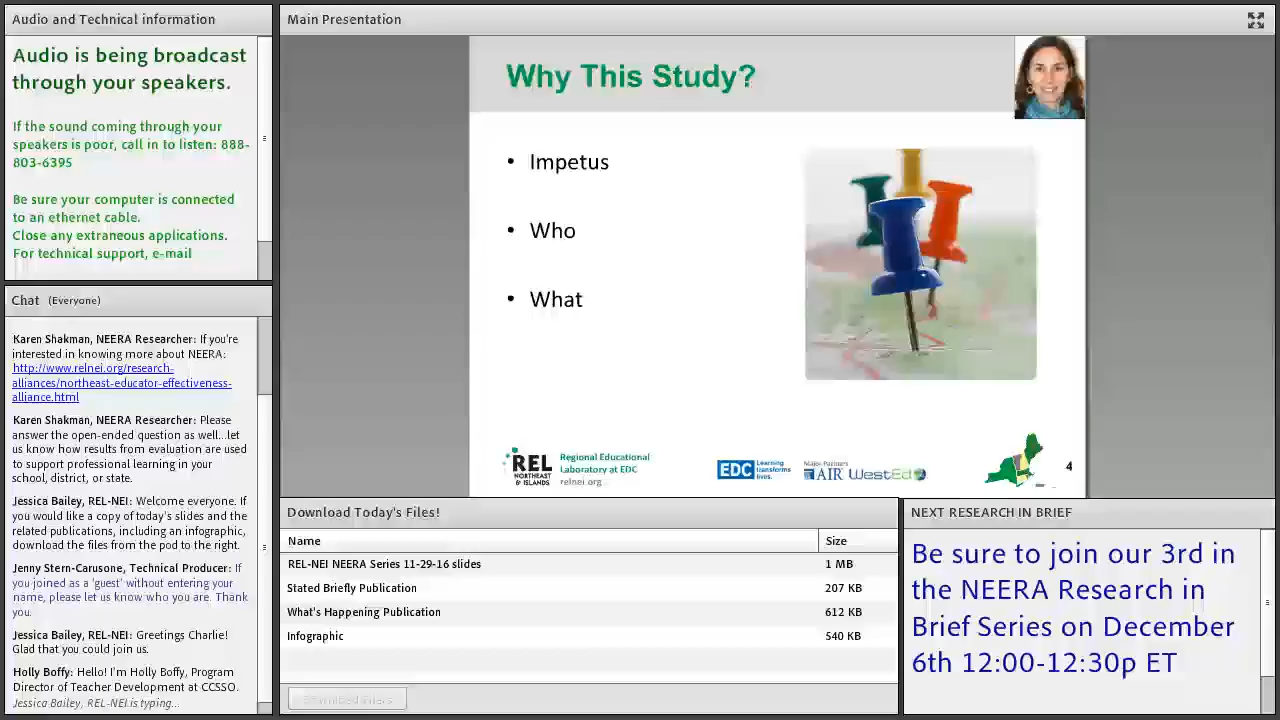 Audio and Technical information
Audio is being broadcast
through your speakers.
If the sound coming through your
speakers is poor, call in to listen: 888-
803-6395
Be sure your computer is connected
to an ethernet cable.
Close any extraneous applications.
For technical support, e-mail
Chat (Everyone)
Karen Shakman, NEERA Researcher: If you're
interested in knowing more about NEERA:
http://www.relnei.org/research-
alliances/northeast-educator-effectiveness-
alliance.html
Karen Shakman, NEERA Researcher: Please
answer the open-ended question as well...let
us know how results from evaluation are used
to support professional learning in your
school, district, or state.
Jessica Bailey, REL-NEI: Welcome everyone. If
you would like a copy of today's slides and the
related publications, including an infographic,
download the files from the pod to the right.
Jenny Stern-Carusone, Technical Producer: If
you joined as a 'guest' without entering your
name, please let us know who you are. Thank
you.
Jessica Bailey, REL-NEI: Greetings Charlie!
Glad that you could join us.
Holly Boffy: Hello! I'm Holly Boffy, Program
Director of Teacher Development at CCSSO.
Jessica Bailey, REL-NEI is typing...
Main Presentation
Why This Study?
• Impetus
• Who
• What
REL
NORTHEAST
& ISLANDS
Regional Educational
Laboratory at EDC
relnei.org
EDC Learning
transforms
lives.
Major Partners
AIR WestEd
4
Download Today's Files!
Name Size
REL-NEI NEERA Series 11-29-16 slides 1 MB
Stated Briefly Publication 207 KB
What's Happening Publication 612 KB
Infographic 540 KB
Download File(s)
NEXT RESEARCH IN BRIEF
Be sure to join our 3rd in
the NEERA Research in
Brief Series on December
6th 12:00-12:30p ET